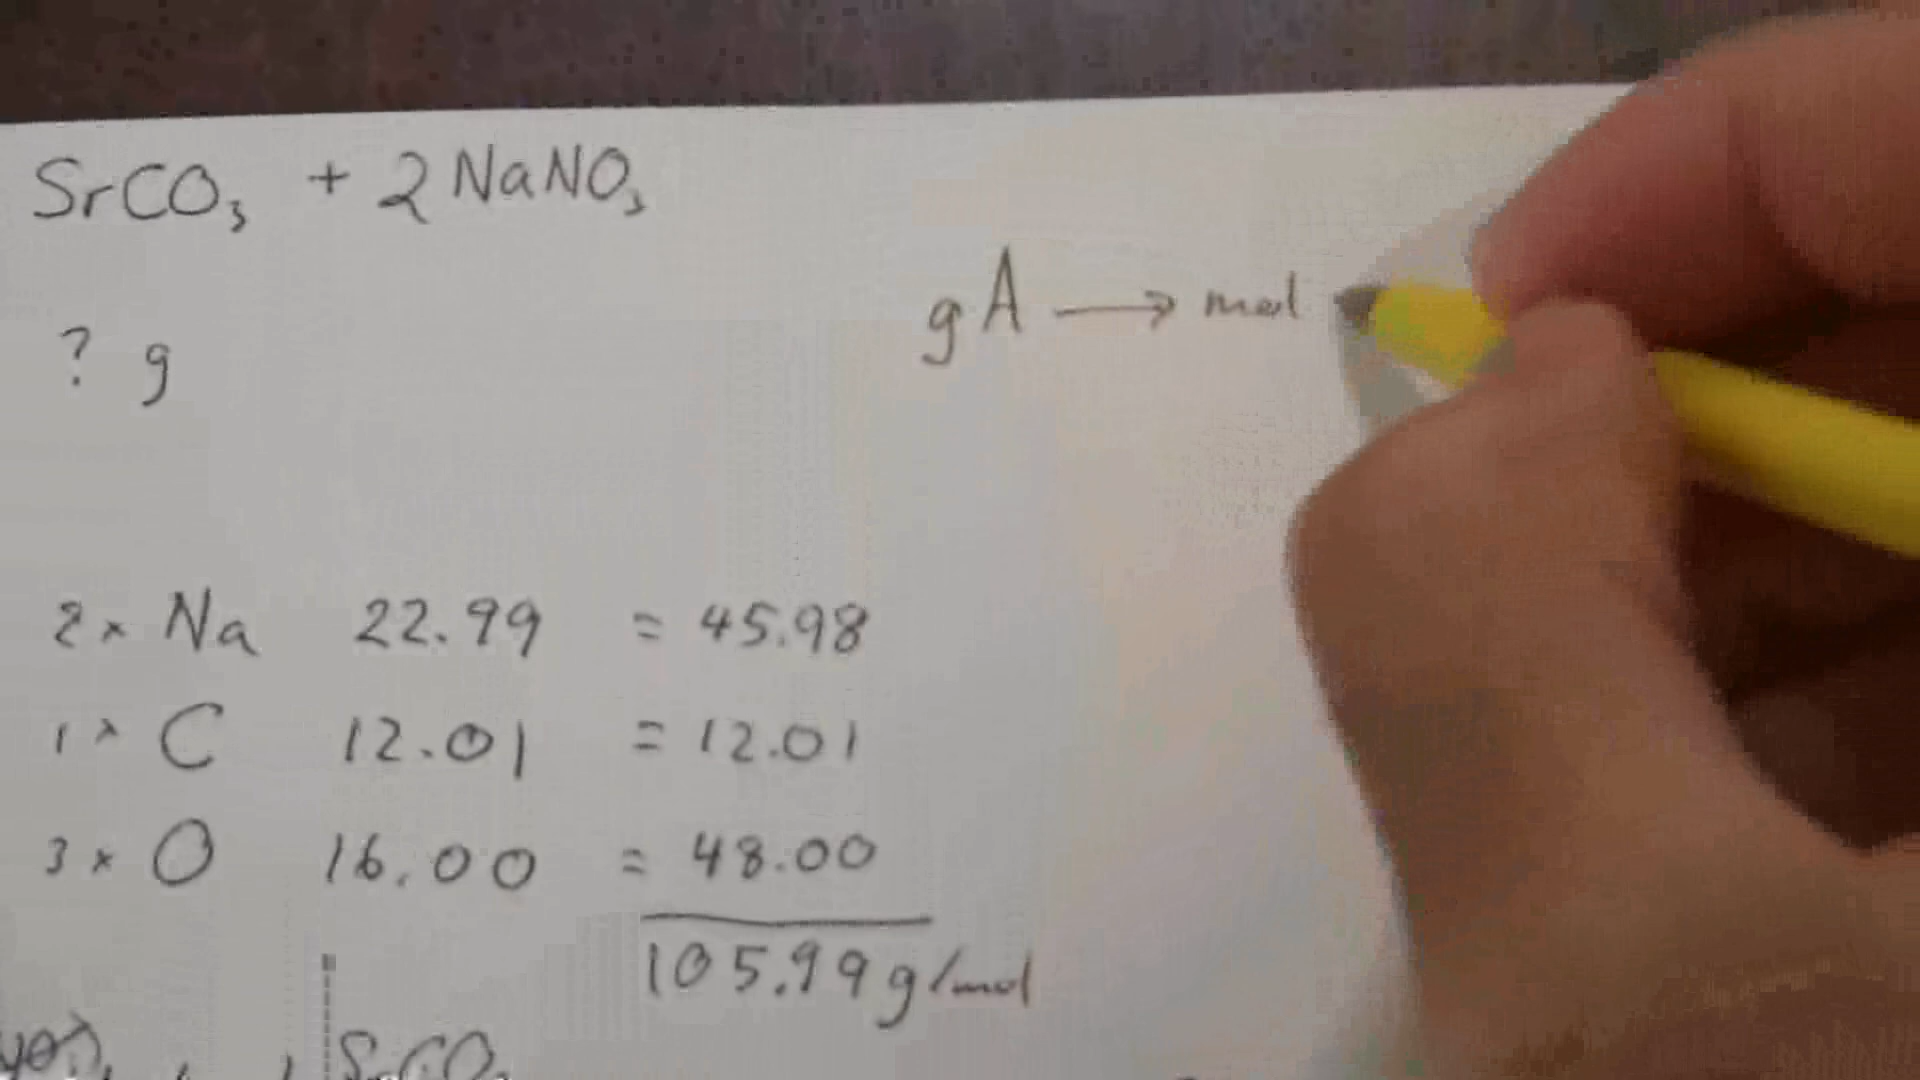 SrCO₃ + 2 NaNO₃
gA → mol
? g
2 × Na 22.99 = 45.98
1 × C 12.01 = 12.01
3 × O 16.00 = 48.00
105.99 g/mol
SrCO₃